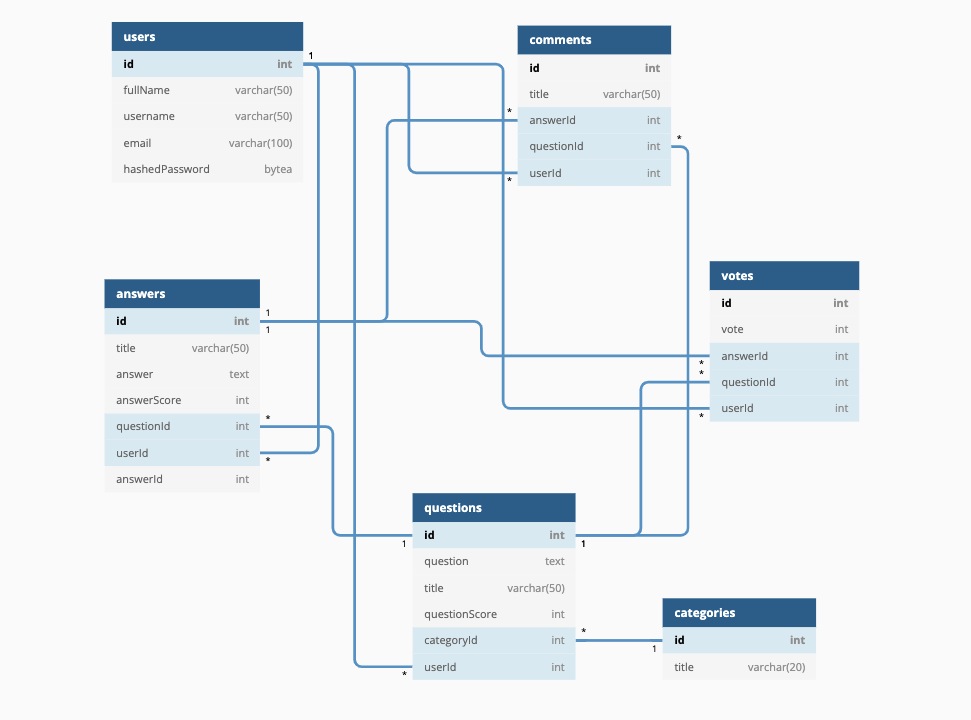 users
id int
fullName varchar(50)
username varchar(50)
email varchar(100)
hashedPassword bytea
1
comments
id int
title varchar(50)
answerId int
questionId int
userId int
*
*
*
answers
id int
title varchar(50)
answer text
answerScore int
questionId int
userId int
answerId int
1
1
*
*
votes
id int
vote int
answerId int
questionId int
userId int
*
*
*
questions
id int
question text
title varchar(50)
questionScore int
categoryId int
userId int
1
1
*
*
categories
id int
title varchar(20)
1